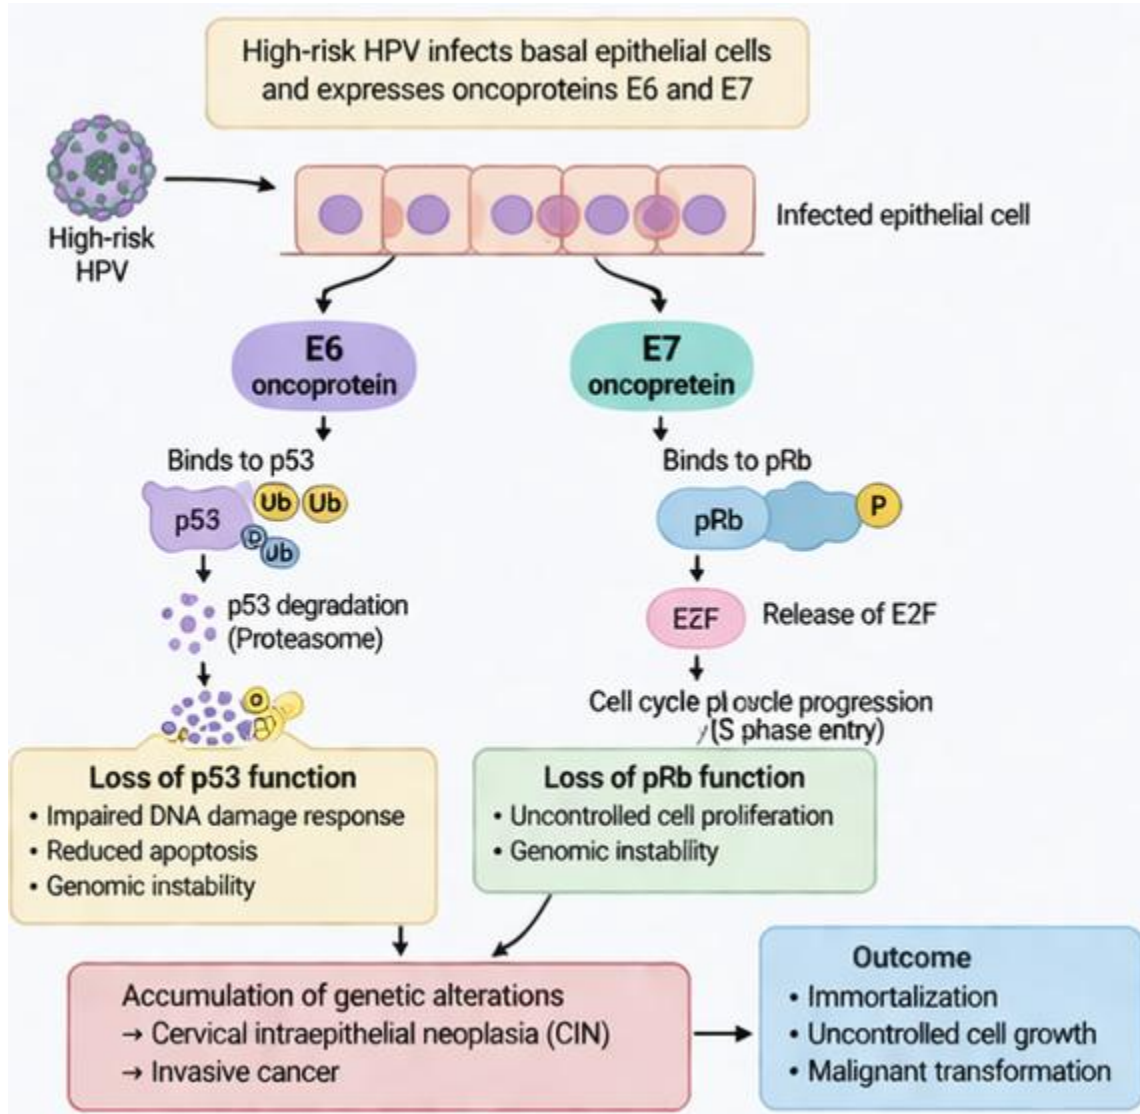 High-risk HPV infects basal epithelial cells
and expresses oncoproteins E6 and E7
High-risk
HPV
Infected epithelial cell
E6
oncoprotein
E7
oncopretein
Binds to p53
p53
Ub
Ub
Ub
Binds to pRb
pRb
P
p53 degradation
(Proteasome)
E2F
Release of E2F
Cell cycle progression
(S phase entry)
Loss of p53 function
• Impaired DNA damage response
• Reduced apoptosis
• Genomic instability
Loss of pRb function
• Uncontrolled cell proliferation
• Genomic instability
Accumulation of genetic alterations
→ Cervical intraepithelial neoplasia (CIN)
→ Invasive cancer
Outcome
• Immortalization
• Uncontrolled cell growth
• Malignant transformation